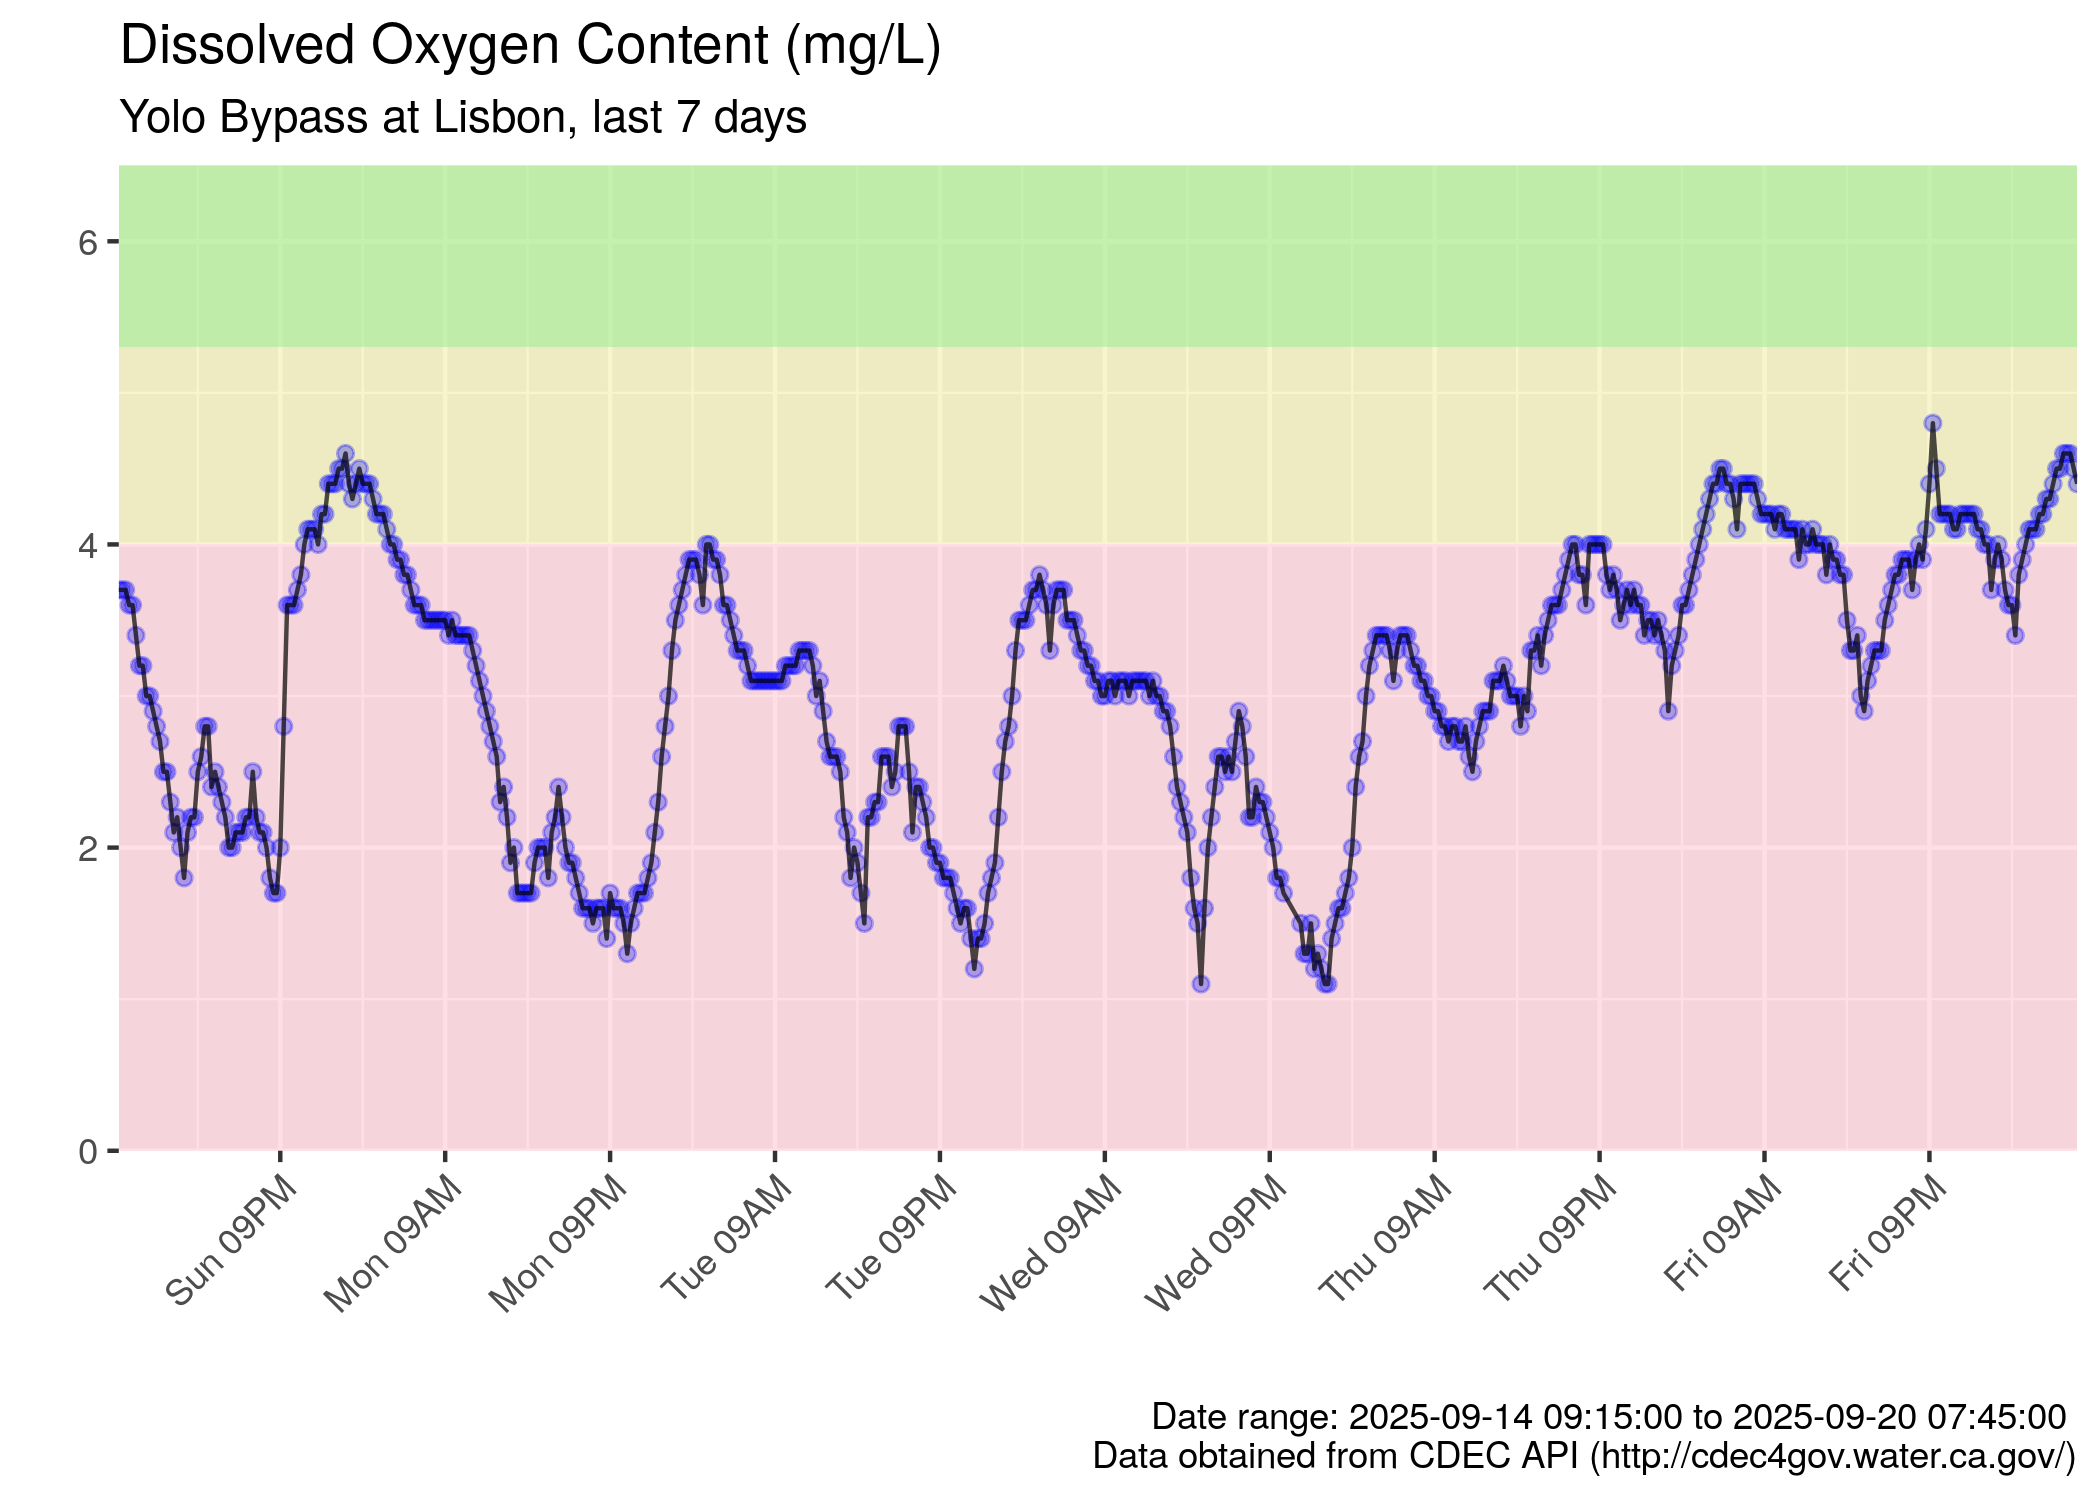 Dissolved Oxygen Content (mg/L)
Yolo Bypass at Lisbon, last 7 days
6
4
2
0
Sun 09PM
Mon 09AM
Mon 09PM
Tue 09AM
Tue 09PM
Wed 09AM
Wed 09PM
Thu 09AM
Thu 09PM
Fri 09AM
Fri 09PM
Date range: 2025-09-14 09:15:00 to 2025-09-20 07:45:00
Data obtained from CDEC API (http://cdec4gov.water.ca.gov/)